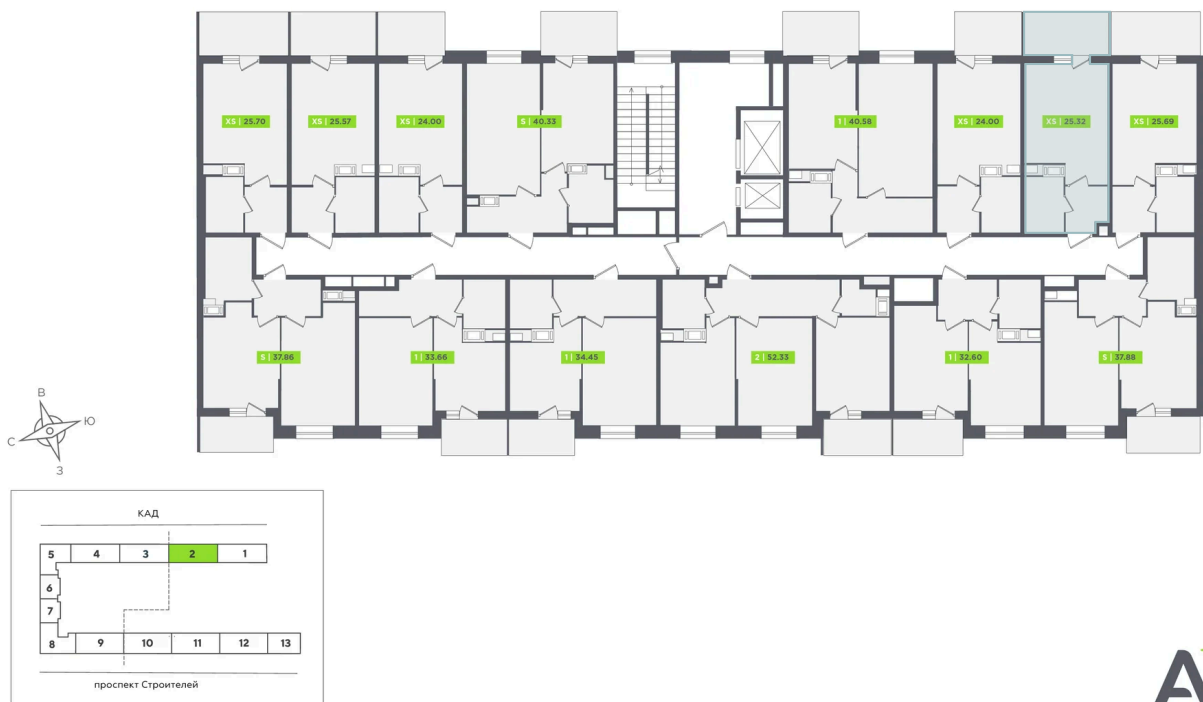 XS | 25.70
XS | 25.57
XS | 24.00
S | 40.33
1 | 40.58
XS | 24.00
XS | 25.32
XS | 25.69
S | 37.86
1 | 33.66
1 | 34.45
2 | 52.33
1 | 32.60
S | 37.88
В
Ю
С
З
КАД
5 4 3 2 1
6
7
8 9 10 11 12 13
проспект Строителей
А